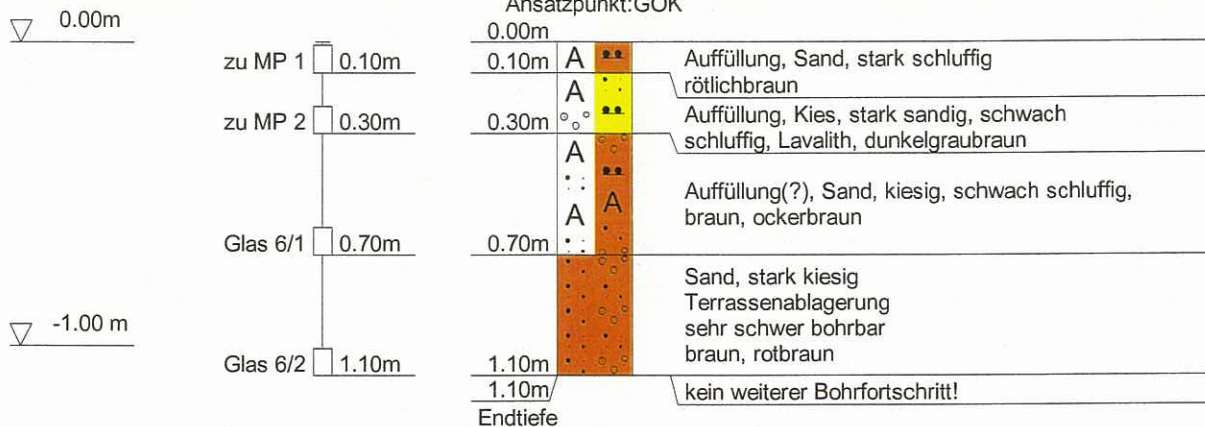 Ansatzpunkt:GOK
0.00m
0.00m
zu MP 1 0.10m
0.10m
A
Auffüllung, Sand, stark schluffig
rötlichbraun
zu MP 2 0.30m
0.30m
A
Auffüllung, Kies, stark sandig, schwach
schluffig, Lavalith, dunkelgraubraun
A
A
A
Auffüllung(?), Sand, kiesig, schwach schluffig,
braun, ockerbraun
Glas 6/1 0.70m
0.70m
Sand, stark kiesig
Terrassenablagerung
sehr schwer bohrbar
braun, rotbraun
-1.00 m
Glas 6/2 1.10m
1.10m
1.10m
kein weiterer Bohrfortschritt!
Endtiefe